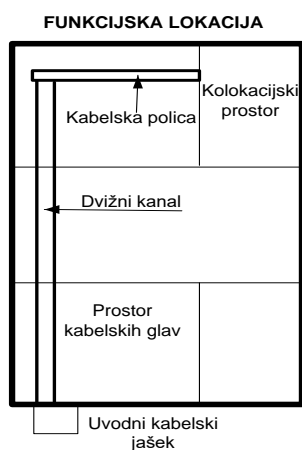 FUNKCIJSKA LOKACIJA
Kolokacijski
prostor
Kabelska polica
Dvižni kanal
Prostor
kabelskih glav
Uvodni kabelski
jašek